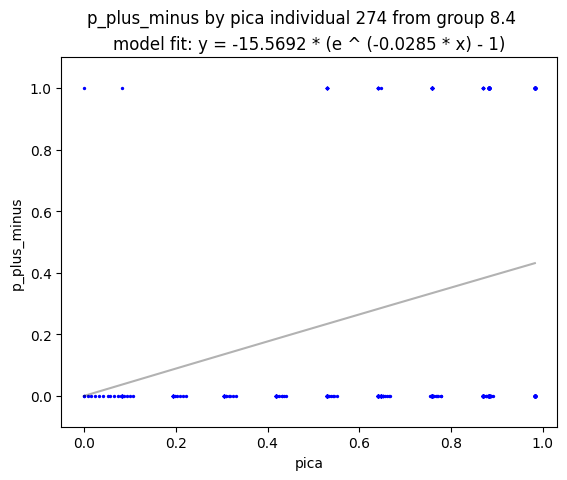 p_plus_minus by pica individual 274 from group 8.4
model fit: y = -15.5692 * (e ^ (-0.0285 * x) - 1)
1.0
0.8
0.6
0.4
0.2
0.0
p_plus_minus
0.0 0.2 0.4 0.6 0.8 1.0
pica